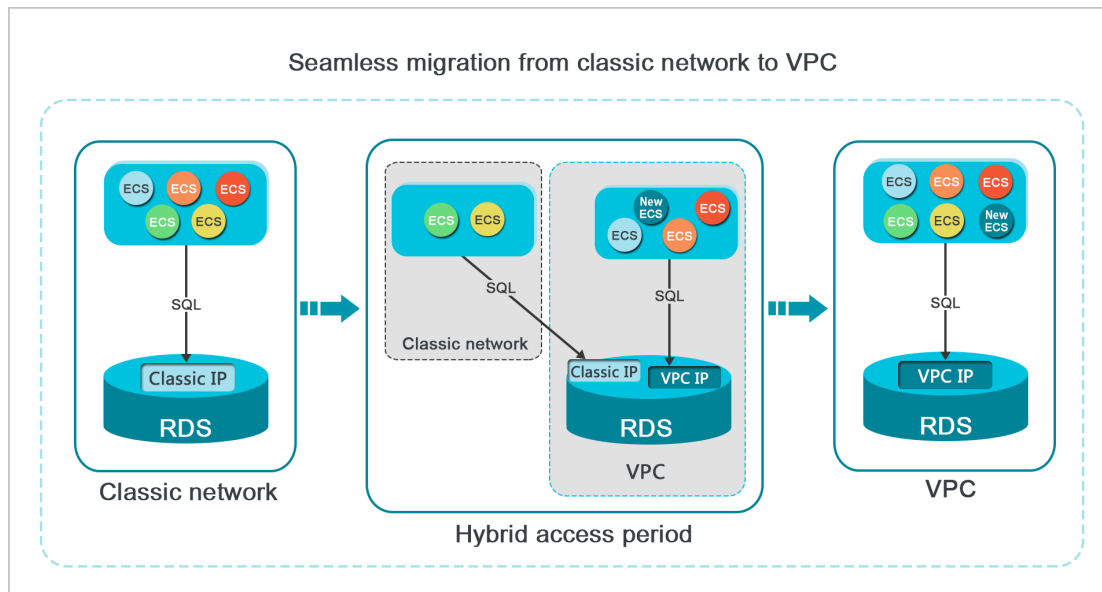 Seamless migration from classic network to VPC
ECS
ECS
ECS
ECS
ECS
SQL
Classic IP
RDS
Classic network
ECS
ECS
SQL
Classic network
New
ECS
ECS
ECS
ECS
SQL
Classic IP
VPC IP
RDS
VPC
Hybrid access period
ECS
ECS
ECS
ECS
ECS
New
ECS
SQL
VPC IP
RDS
VPC